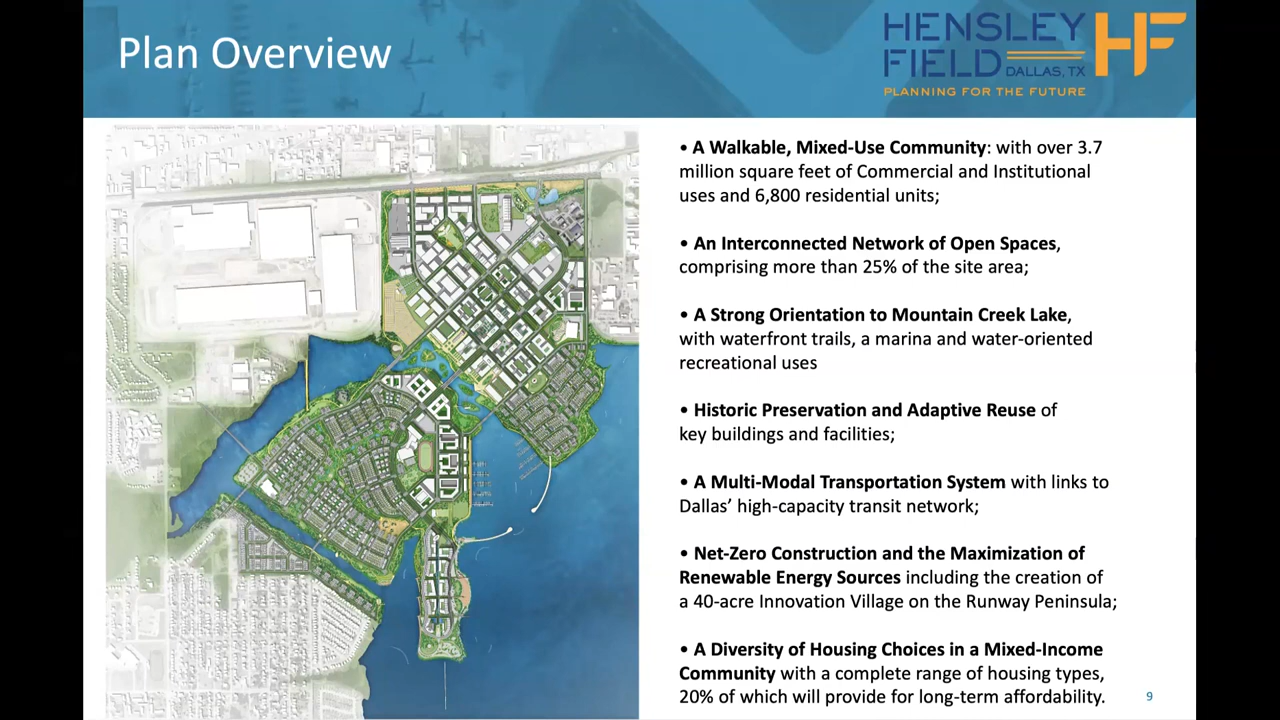 Plan Overview
HENSLEY
FIELD DALLAS, TX
HF
PLANNING FOR THE FUTURE
• A Walkable, Mixed-Use Community: with over 3.7
million square feet of Commercial and Institutional
uses and 6,800 residential units;
• An Interconnected Network of Open Spaces,
comprising more than 25% of the site area;
• A Strong Orientation to Mountain Creek Lake,
with waterfront trails, a marina and water-oriented
recreational uses
• Historic Preservation and Adaptive Reuse of
key buildings and facilities;
• A Multi-Modal Transportation System with links to
Dallas’ high-capacity transit network;
• Net-Zero Construction and the Maximization of
Renewable Energy Sources including the creation of
a 40-acre Innovation Village on the Runway Peninsula;
• A Diversity of Housing Choices in a Mixed-Income
Community with a complete range of housing types,
20% of which will provide for long-term affordability.
9